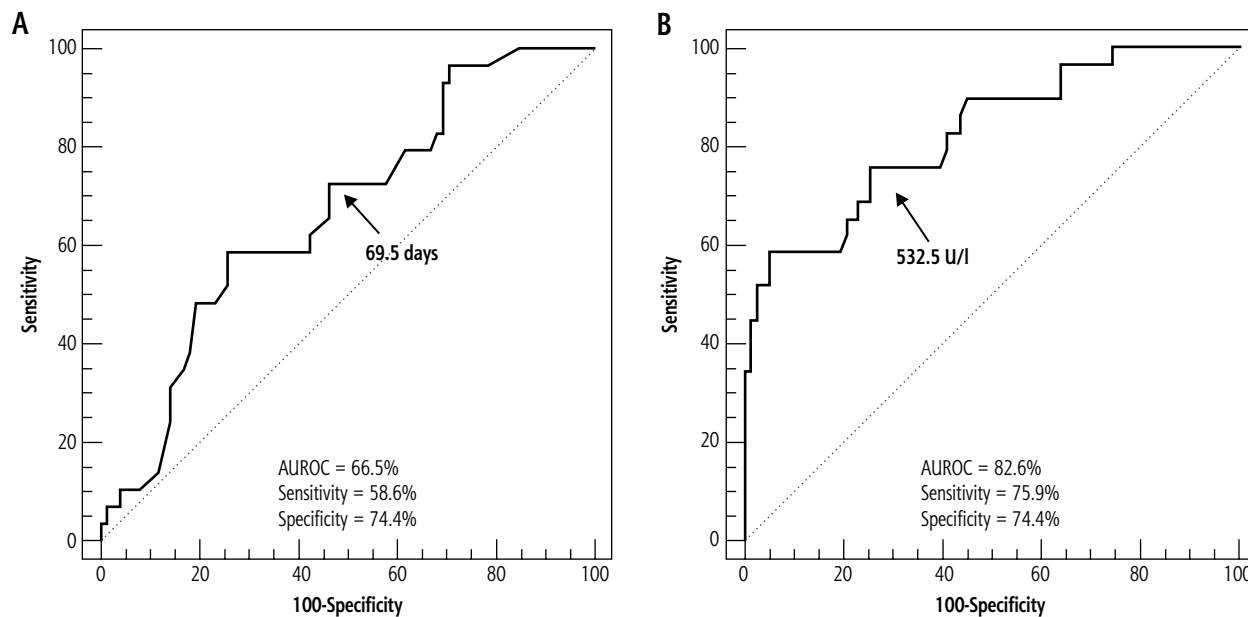 A
100
80
60
40
20
0
Sensitivity
69.5 days
AUROC = 66.5%
Sensitivity = 58.6%
Specificity = 74.4%
0 20 40 60 80 100
100-Specificity
B
100
80
60
40
20
0
Sensitivity
532.5 U/l
AUROC = 82.6%
Sensitivity = 75.9%
Specificity = 74.4%
0 20 40 60 80 100
100-Specificity